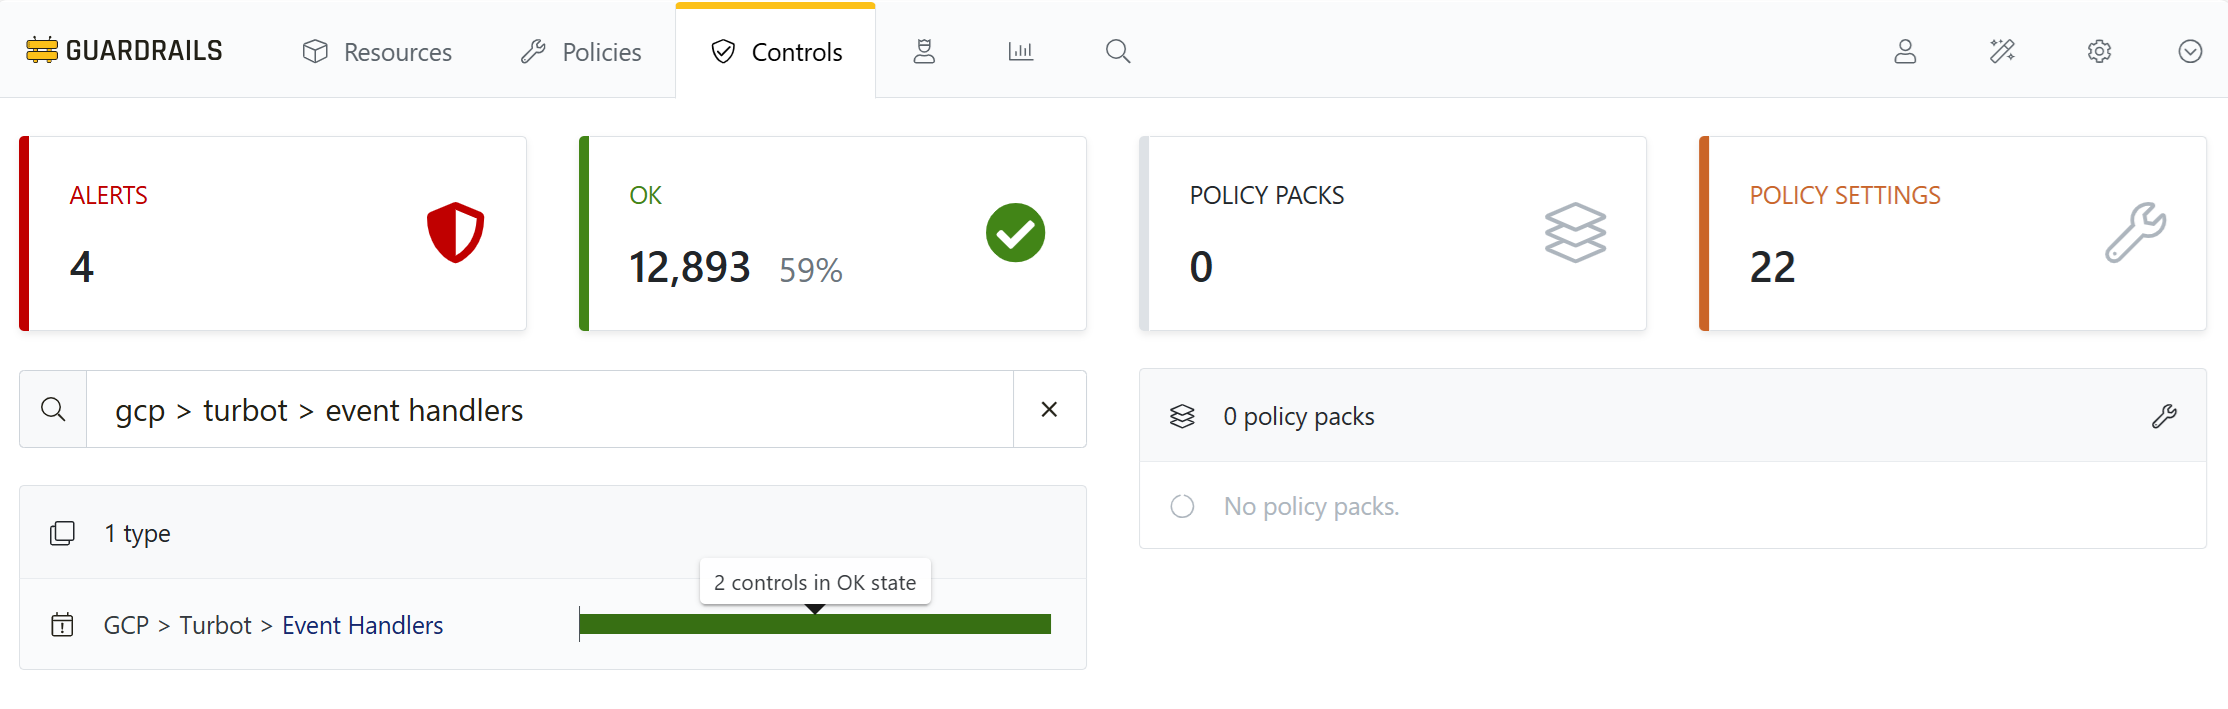 GUARDRAILS
Resources
Policies
Controls
ALERTS
4
OK
12,893 59%
POLICY PACKS
0
POLICY SETTINGS
22
gcp > turbot > event handlers
1 type
2 controls in OK state
GCP > Turbot > Event Handlers
0 policy packs
No policy packs.